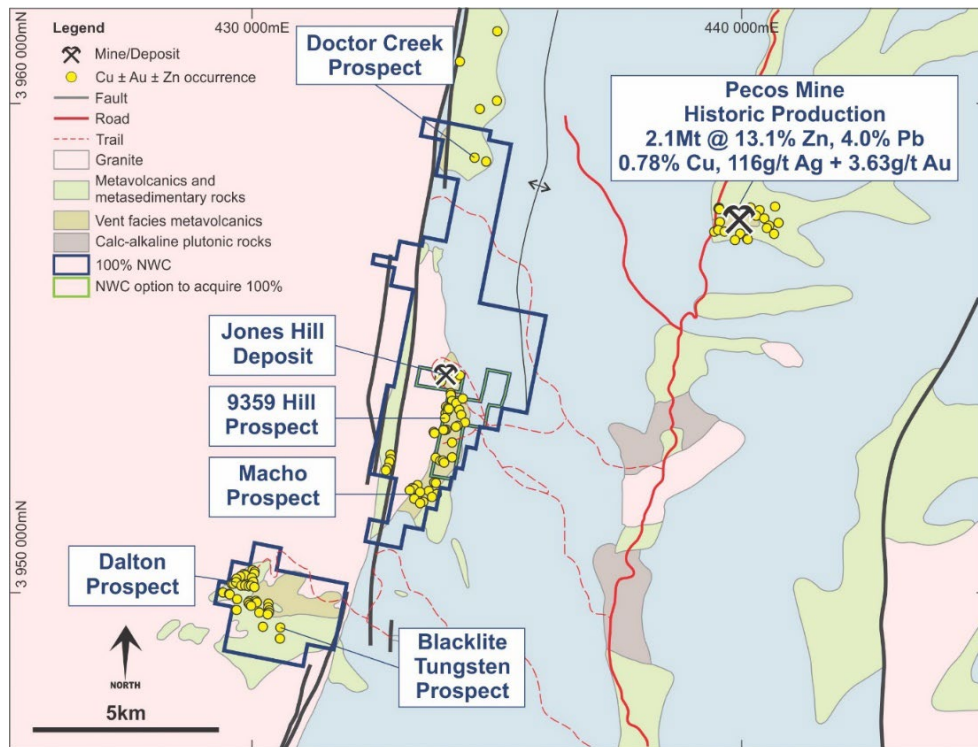 430 000mE
440 000mE
3 960 000mN
3 950 000mN
Legend
Mine/Deposit
Cu ± Au ± Zn occurrence
Fault
Road
Trail
Granite
Metavolcanics and
metasedimentary rocks
Vent facies metavolcanics
Calc-alkaline plutonic rocks
100% NWC
NWC option to acquire 100%
Doctor Creek
Prospect
Pecos Mine
Historic Production
2.1Mt @ 13.1% Zn, 4.0% Pb
0.78% Cu, 116g/t Ag + 3.63g/t Au
Jones Hill
Deposit
9359 Hill
Prospect
Macho
Prospect
Dalton
Prospect
Blacklite
Tungsten
Prospect
NORTH
5km